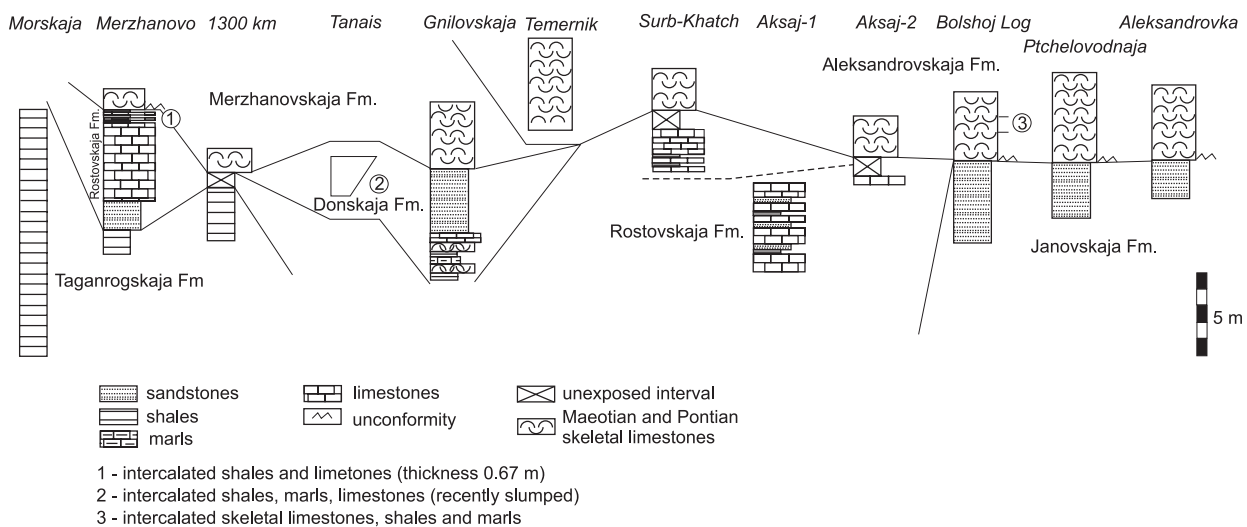 Morskaja Merzhanovo 1300 km Tanais Gnilovskaja Temernik Surb-Khatch Aksaj-1 Aksaj-2 Bolshoj Log Aleksandrovka
Ptchelovodnaja
Aleksandrovskaja Fm.
Merzhanovskaja Fm.
1
3
Rostovskaja Fm.
2
Donskaja Fm.
Rostovskaja Fm.
Janovskaja Fm.
Taganrogskaja Fm
5 m
sandstones
limestones
unexposed interval
shales
unconformity
Maeotian and Pontian
skeletal limestones
marls
1 - intercalated shales and limetones (thickness 0.67 m)
2 - intercalated shales, marls, limestones (recently slumped)
3 - intercalated skeletal limestones, shales and marls